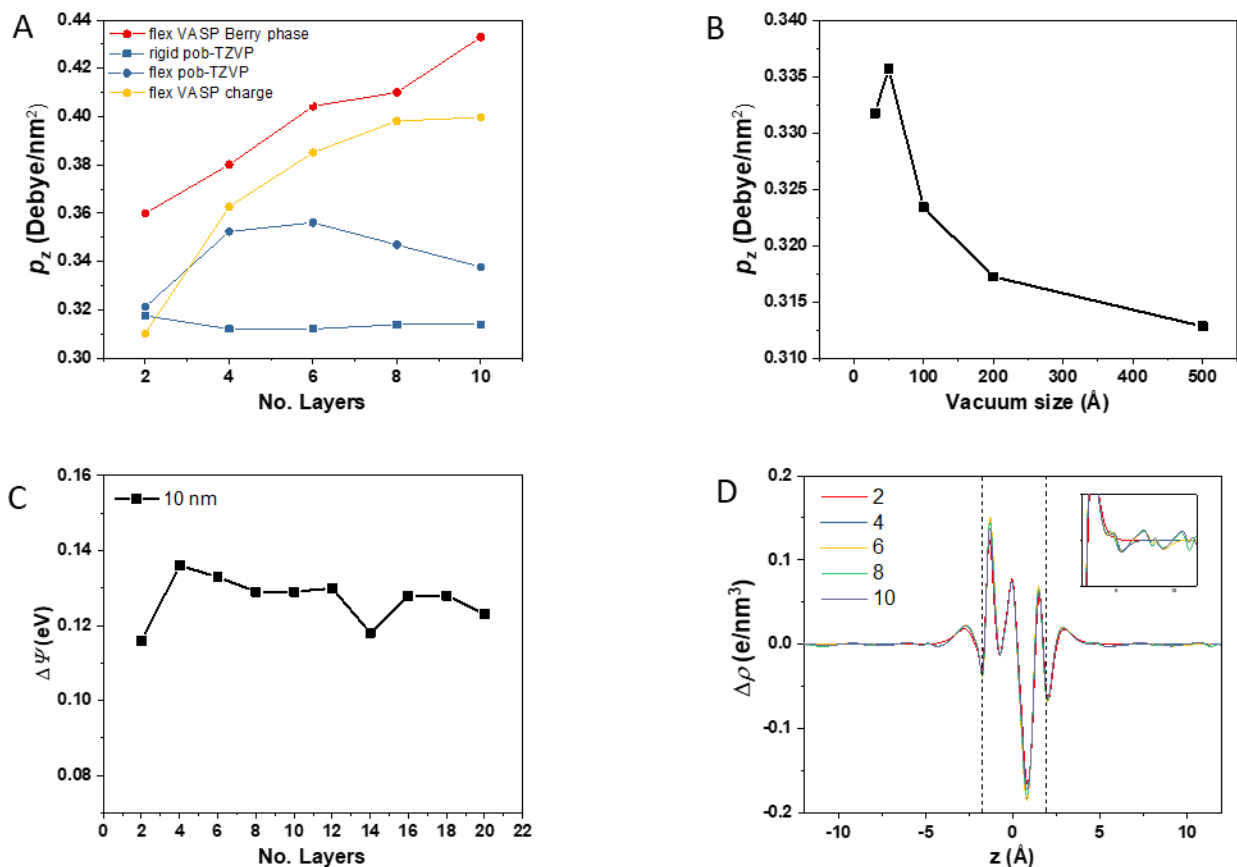 A
flex VASP Berry phase
rigid pob-TZVP
flex pob-TZVP
flex VASP charge
0.44
0.42
0.40
0.38
0.36
0.34
0.32
0.30
p_z (Debye/nm²)
2 4 6 8 10
No. Layers
B
0.335
0.330
0.325
0.320
0.315
0.310
p_z (Debye/nm²)
0 100 200 300 400 500
Vacuum size (Å)
C
10 nm
0.16
0.14
0.12
0.10
0.08
ΔΨ (eV)
0 2 4 6 8 10 12 14 16 18 20 22
No. Layers
D
2
4
6
8
10
0.2
0.1
0.0
-0.1
-0.2
Δρ (e/nm³)
-10 -5 0 5 10
z (Å)